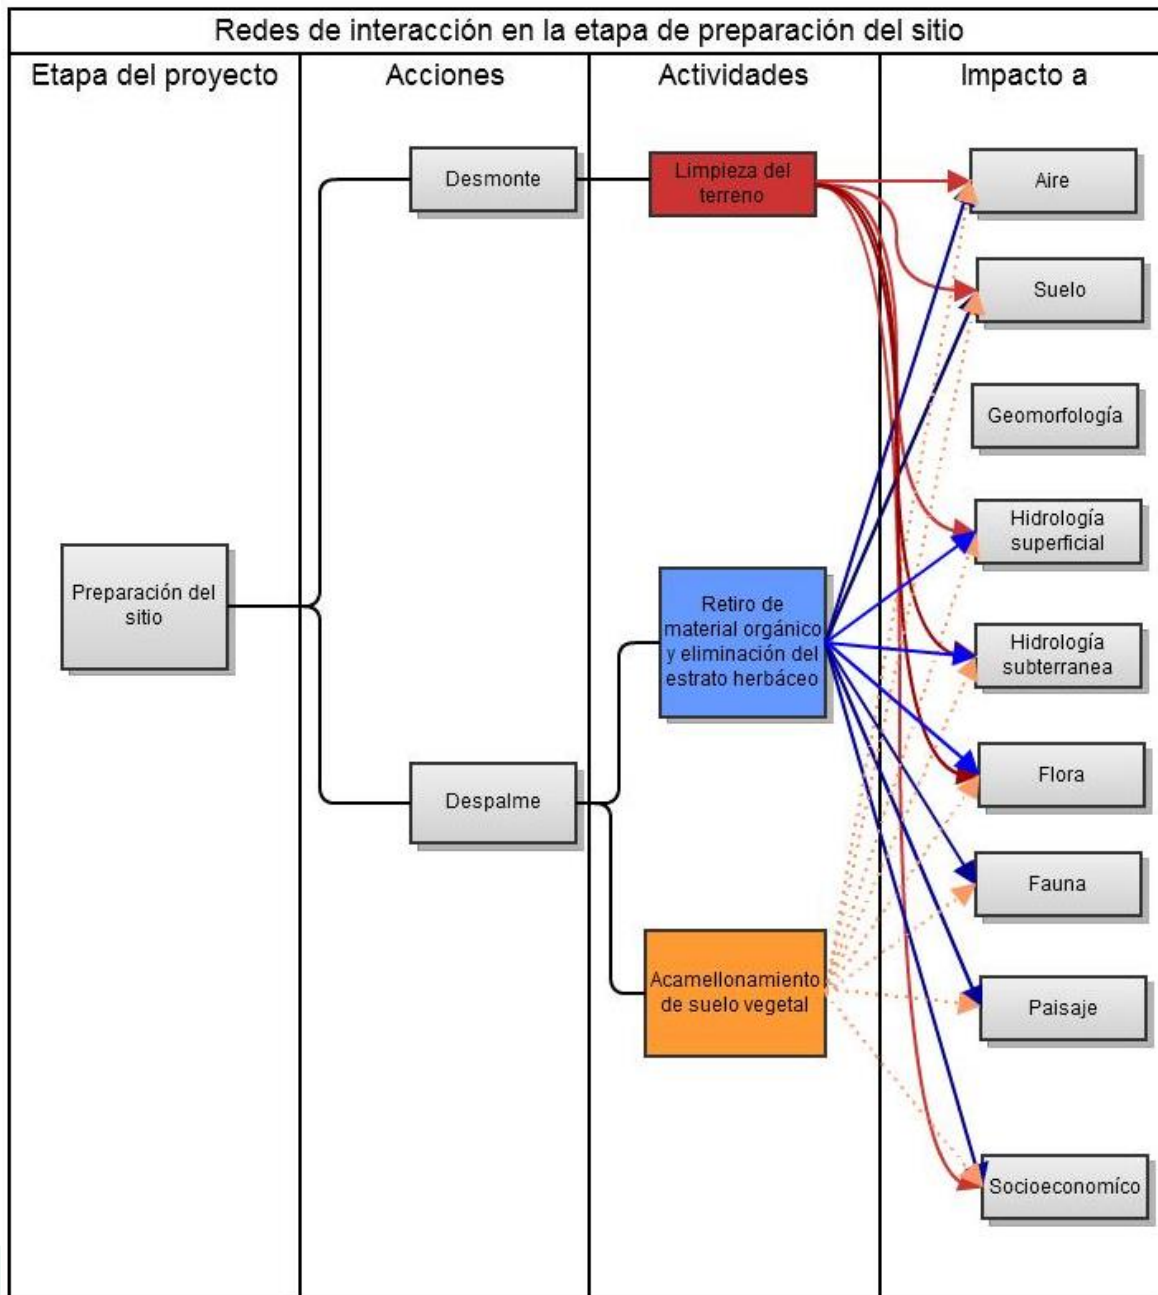 Redes de interacción en la etapa de preparación del sitio
Etapa del proyecto
Acciones
Actividades
Impacto a
Desmonte
Limpieza del
terreno
Aire
Suelo
Geomorfología
Hidrología
superficial
Preparación del
sitio
Retiro de
material orgánico
y eliminación del
estrato herbáceo
Hidrología
subterranea
Despalme
Flora
Fauna
Acamellonamiento
de suelo vegetal
Paisaje
Socioeconomíco